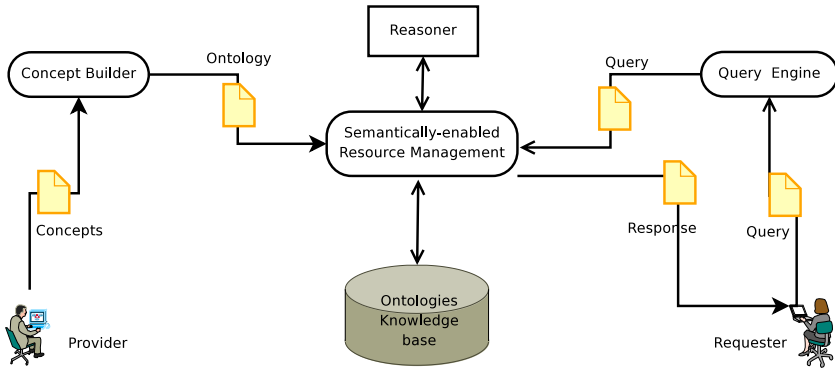 Reasoner
Ontology
Query
Concept Builder
Query Engine
Semantically-enabled
Resource Management
Concepts
Response
Query
Ontologies
Knowledge
base
Provider
Requester